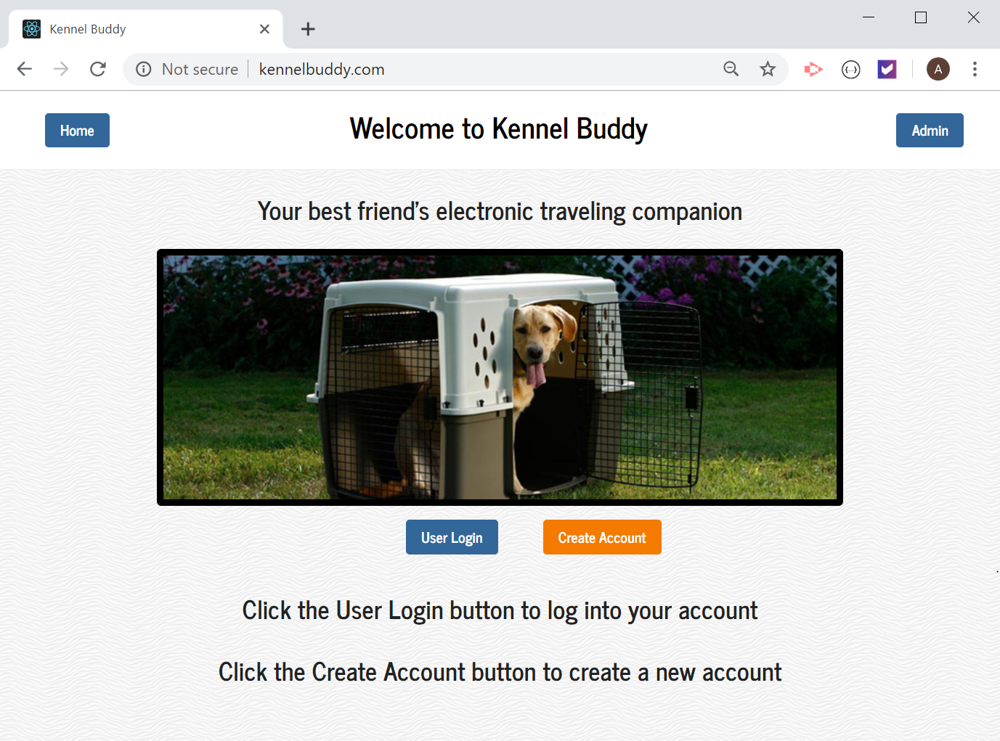 Kennel Buddy
Not secure
kennelbuddy.com
{...}
A
Home
Welcome to Kennel Buddy
Admin
Your best friend's electronic traveling companion
User Login
Create Account
Click the User Login button to log into your account
Click the Create Account button to create a new account